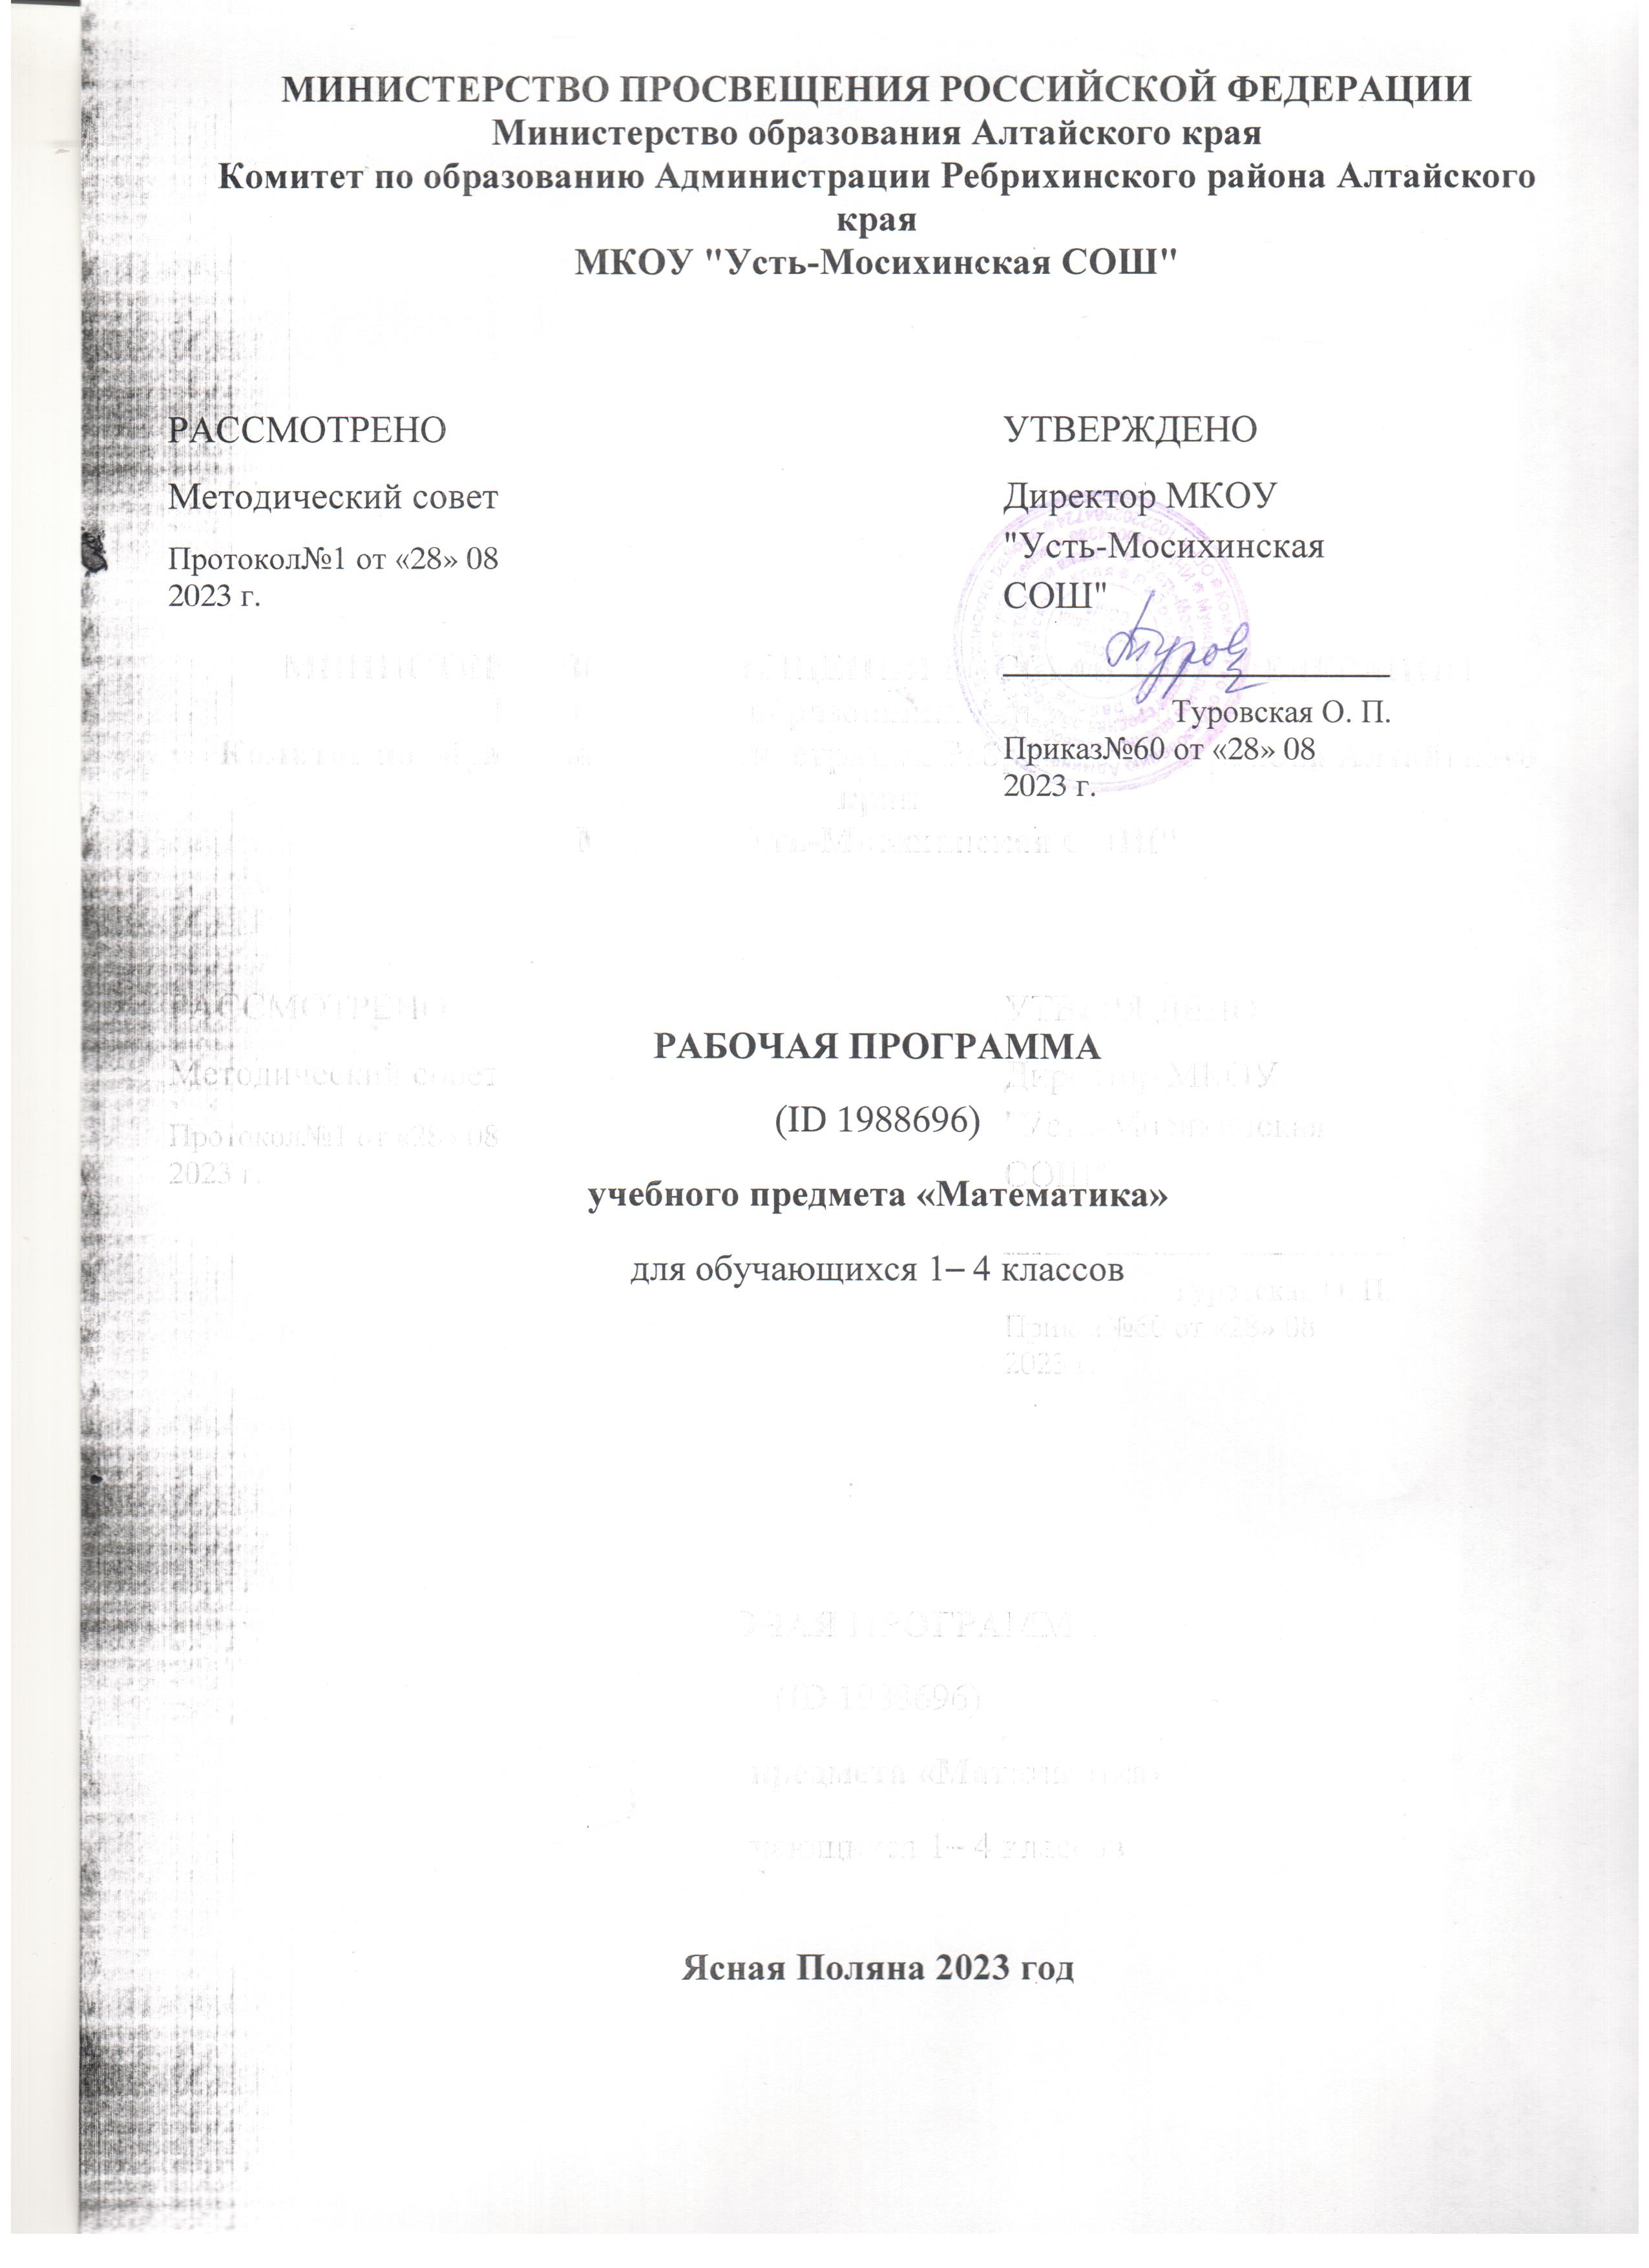 МИНИСТЕРСТВО ПРОСВЕЩЕНИЯ РОССИЙСКОЙ ФЕДЕРАЦИИ
Министерство образования Алтайского края
Комитет по образованию Администрации Ребрихинского района Алтайского
края
МКОУ "Усть-Мосихинская СОШ"
РАССМОТРЕНО
Методический совет
Протокол№1 от «28» 08
2023 г.
УТВЕРЖДЕНО
Директор МКОУ
"Усть-Мосихинская
СОШ"
Туровская О. П.
Приказ№60 от «28» 08
2023 г.
РАБОЧАЯ ПРОГРАММА
(ID 1988696)
учебного предмета «Математика»
для обучающихся 1– 4 классов
Ясная Поляна 2023 год